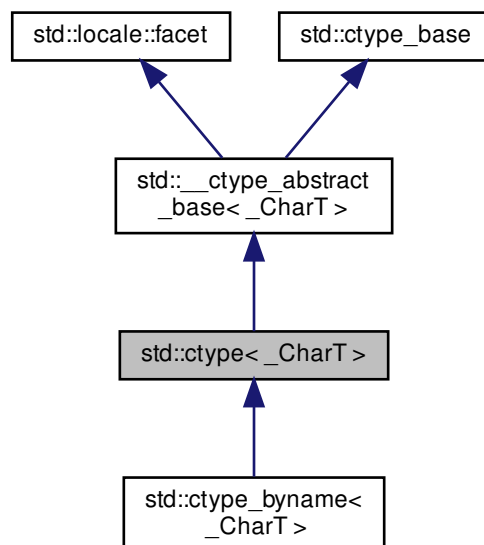 std::locale::facet
std::ctype_base
std::__ctype_abstract
_base< _CharT >
std::ctype< _CharT >
std::ctype_byname<
_CharT >